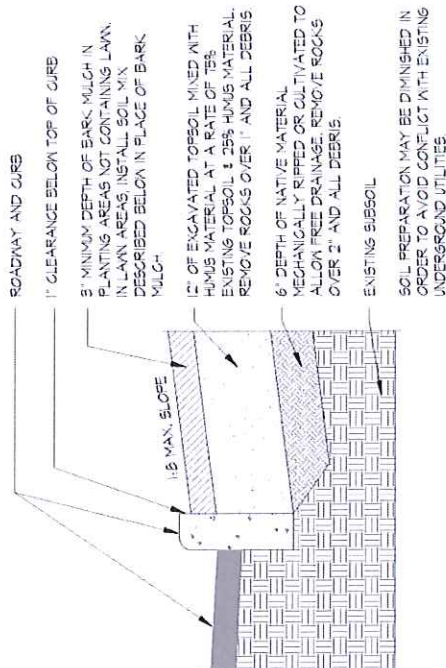 ROADWAY AND CURB
1" CLEARANCE BELOW TOP OF CURB
3" MINIMUM DEPTH OF BARK MULCH IN
PLANTING AREAS NOT CONTAINING LAWN.
IN LAWN AREAS, INSTALL SOIL MIX
DESCRIBED BELOW IN PLACE OF BARK
MULCH.
12" OF EXCAVATED TOPSOIL MIXED WITH
HUMUS MATERIAL AT A RATE OF 75%
EXISTING TOPSOIL & 25% HUMUS MATERIAL.
REMOVE ROCKS OVER 1" AND ALL DEBRIS.
6" DEPTH OF NATIVE MATERIAL
MECHANICALLY RIPPED OR CULTIVATED TO
ALLOW FREE DRAINAGE. REMOVE ROCKS
OVER 2" AND ALL DEBRIS.
EXISTING SUBSOIL
SOIL PREPARATION MAY BE DIMINISHED IN
ORDER TO AVOID CONFLICT WITH EXISTING
UNDERGROUND UTILITIES.
1:8 MAX. SLOPE